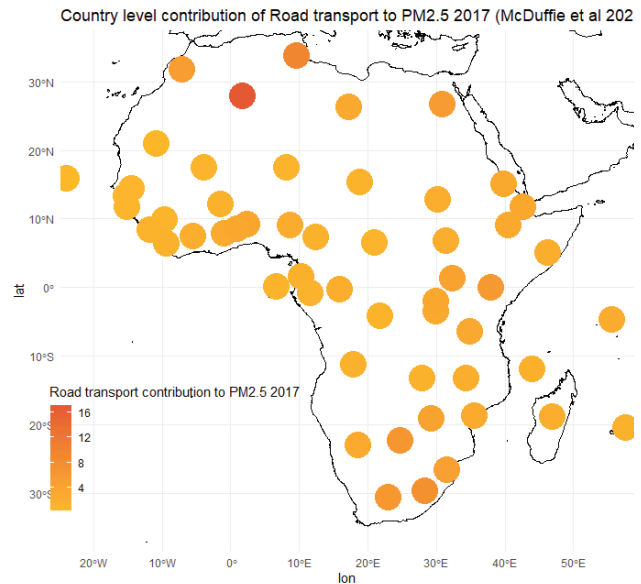 Country level contribution of Road transport to PM2.5 2017 (McDuffie et al 202
30°N
20°N
10°N
lat
0°
10°S
Road transport contribution to PM2.5 2017
16
12
8
4
20°S
30°S
20°W
10°W
0°
10°E
20°E
30°E
40°E
50°E
lon